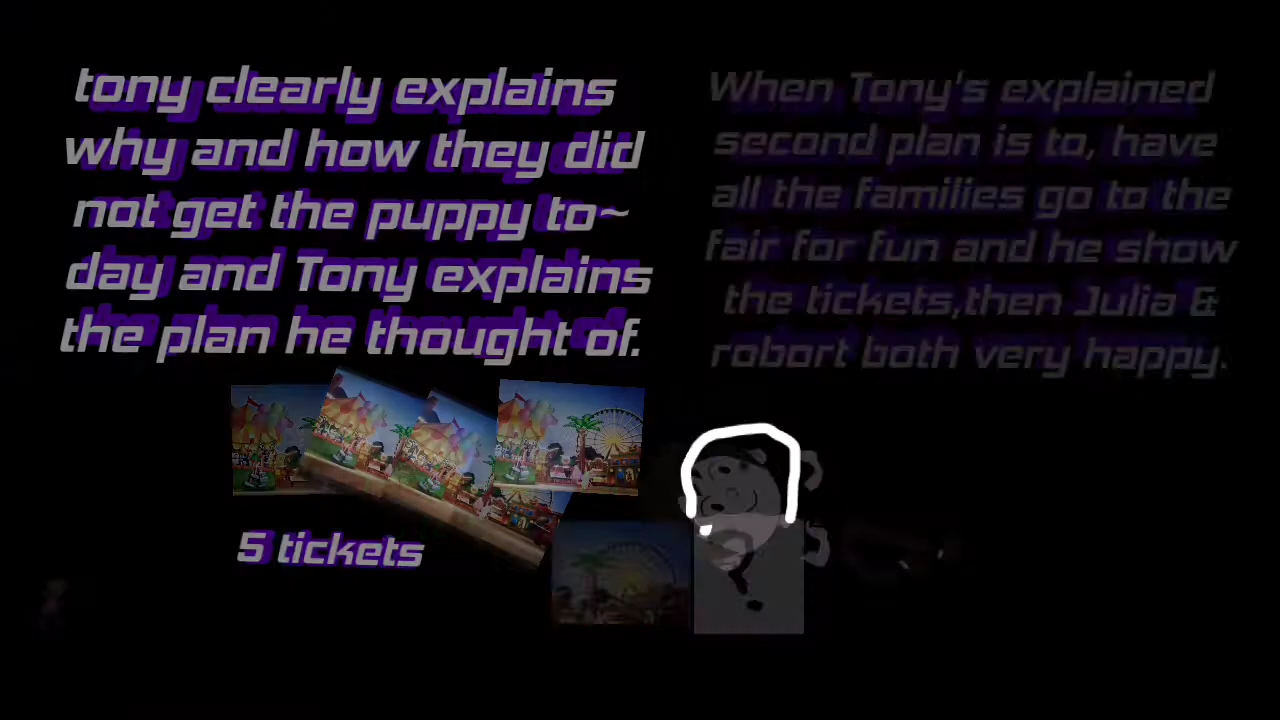 tony clearly explains
why and how they did
not get the puppy to~
day and Tony explains
the plan he thought of.
When Tony's explained
second plan is to, have
all the families go to the
fair for fun and he show
the tickets,then Julia &
robort both very happy.
5 tickets